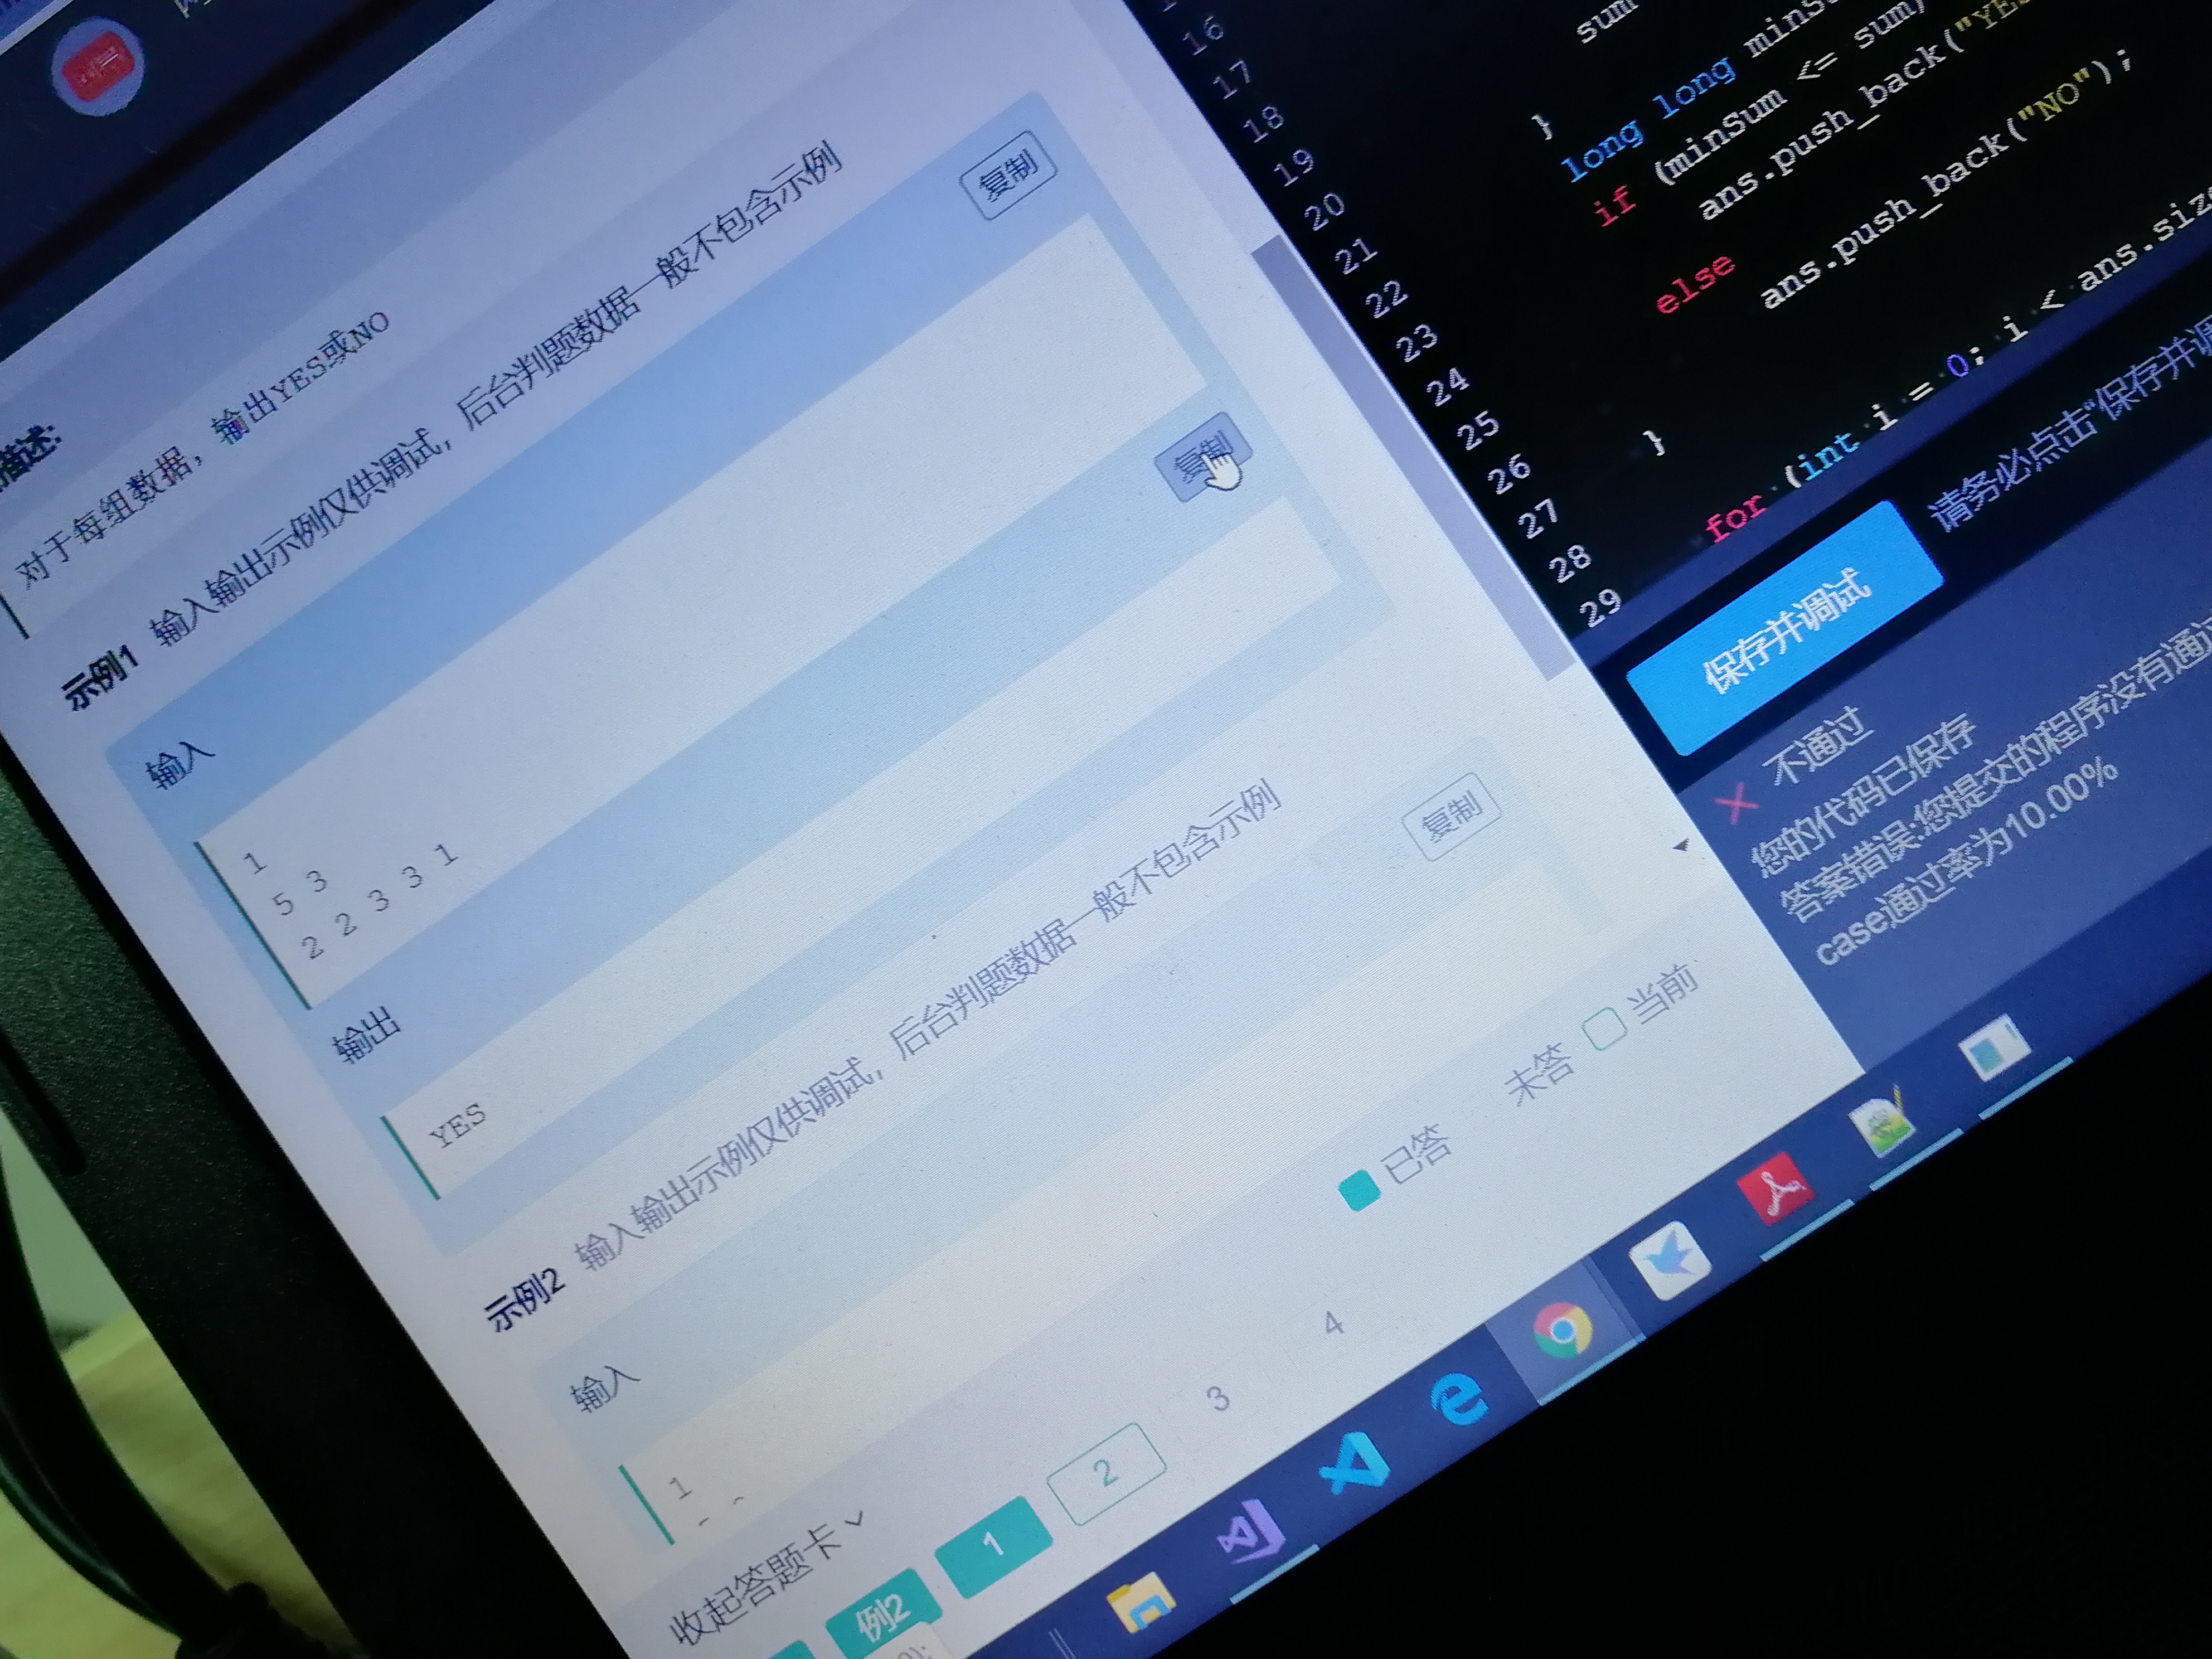 描述:
对于每组数据，输出YES或NO
示例1 输入输出示例仅供调试，后台判题数据一般不包含示例
输入
复制
1
5 3
2 2 3 3 1
输出
复制
YES
示例2 输入输出示例仅供调试，后台判题数据一般不包含示例
输入
复制
1
已答 未答 当前
收起答题卡
例2 1 2 3 4
16
17
18
19
20
21
22
23
24
25
26
27
28
29
sum
}
long long minS
if (minSum <= sum)
ans.push_back("YES
else
ans.push_back("NO");
}
for (int i = 0; i < ans.size
保存并调试
请务必点击“保存并调
不通过
您的代码已保存
答案错误:您提交的程序没有通过
case通过率为10.00%